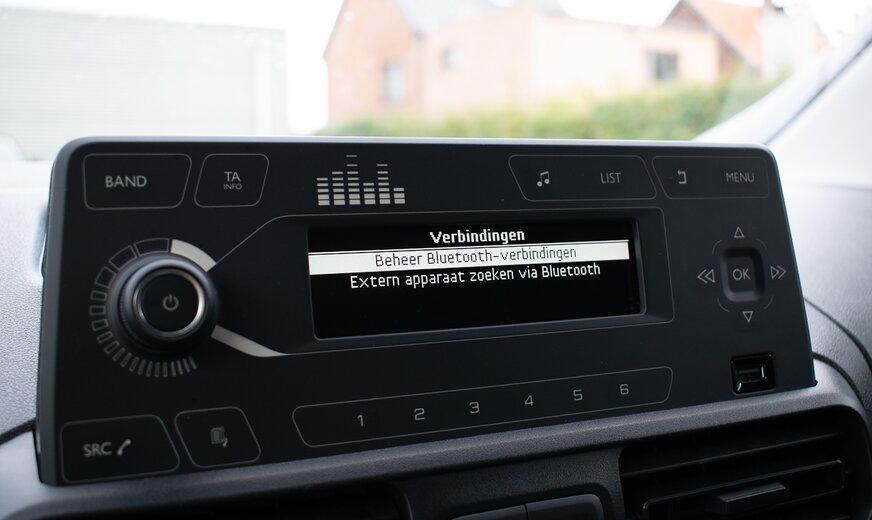 BAND
TA
INFO
LIST
MENU
Verbindingen
Beheer Bluetooth-verbindingen
Extern apparaat zoeken via Bluetooth
OK
1 2 3 4 5 6
SRC